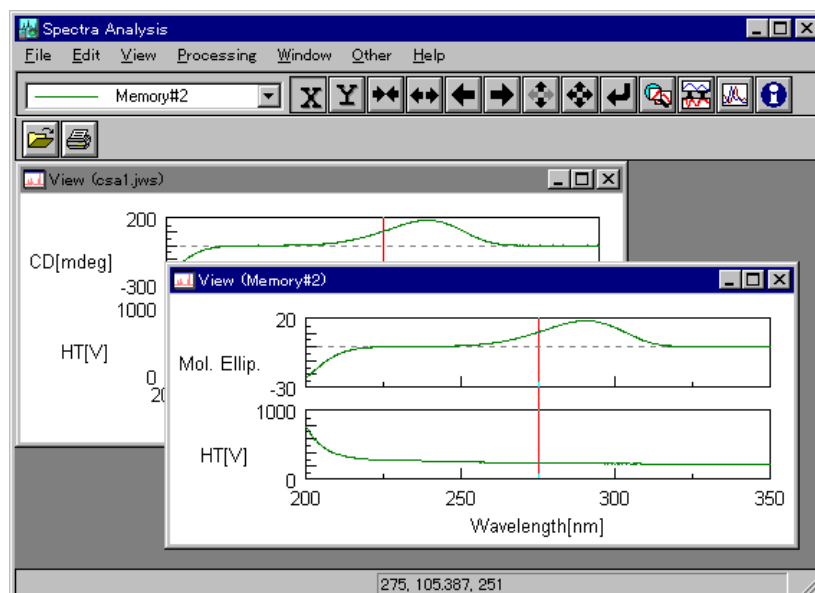 Spectra Analysis
File Edit View Processing Window Other Help
Memory#2 X Y
View (csa1.jws)
200
CD[mdeg]
-300
1000
HT[V]
0
20
View (Memory#2)
20
Mol. Ellip.
-30
1000
HT[V]
0
200 250 300 350
Wavelength[nm]
275, 105.387, 251